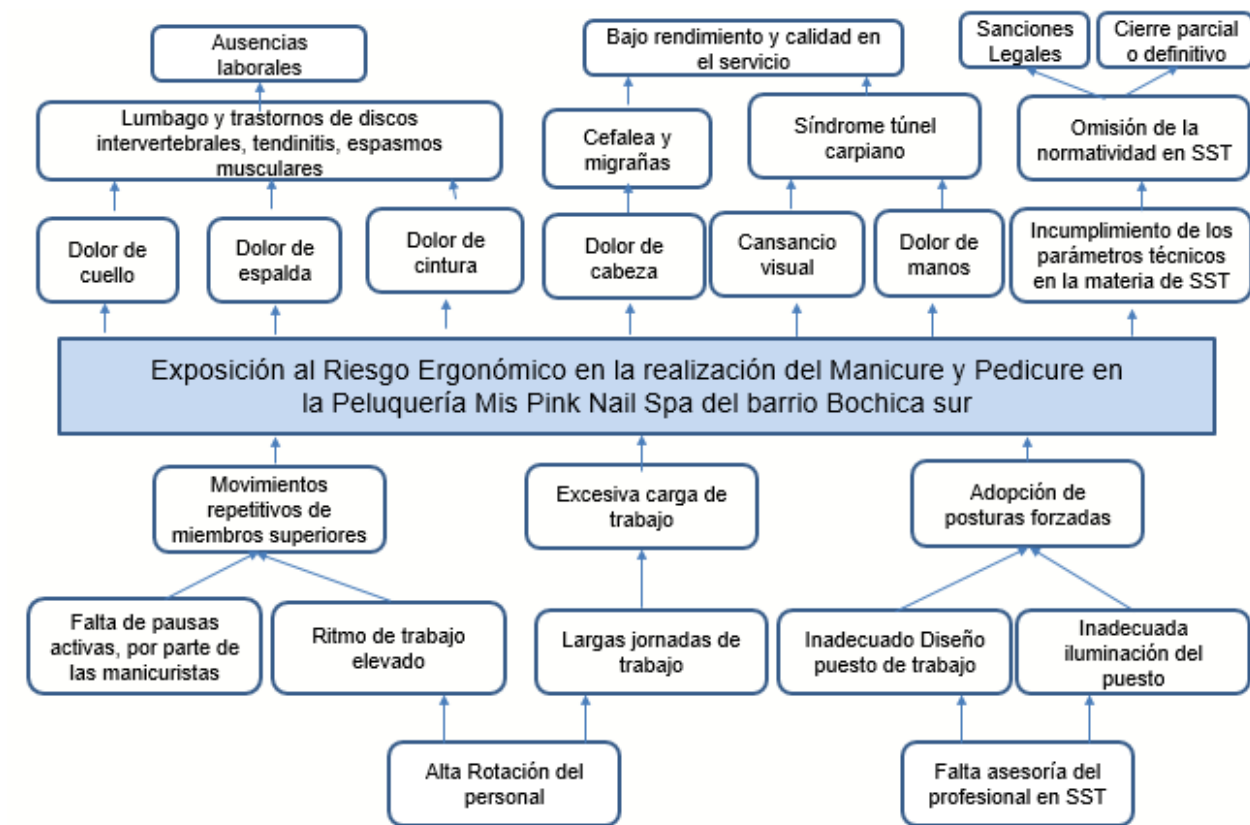 Ausencias
laborales
Bajo rendimiento y calidad en
el servicio
Sanciones
Legales
Cierre parcial
o definitivo
Lumbago y trastornos de discos
intervertebrales, tendinitis, espasmos
musculares
Cefalea y
migrañas
Síndrome túnel
carpiano
Omisión de la
normatividad en SST
Dolor de
cuello
Dolor de
espalda
Dolor de
cintura
Dolor de
cabeza
Cansancio
visual
Dolor de
manos
Incumplimiento de los
parámetros técnicos
en la materia de SST
Exposición al Riesgo Ergonómico en la realización del Manicure y Pedicure en
la Peluquería Mis Pink Nail Spa del barrio Bochica sur
Movimientos
repetitivos de
miembros superiores
Excesiva carga de
trabajo
Adopción de
posturas forzadas
Falta de pausas
activas, por parte de
las manicuristas
Ritmo de trabajo
elevado
Largas jornadas de
trabajo
Inadecuado Diseño
puesto de trabajo
Inadecuada
iluminación del
puesto
Alta Rotación del
personal
Falta asesoría del
profesional en SST